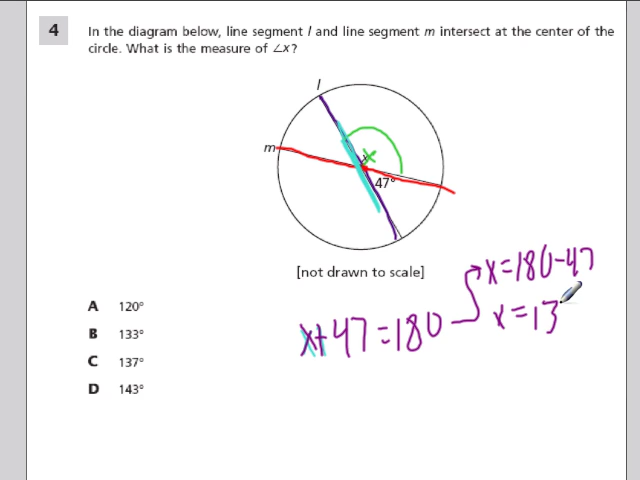 4 In the diagram below, line segment l and line segment m intersect at the center of the
circle. What is the measure of ∠x?
l
m
x
x
47°
[not drawn to scale]
x=180-47
x+47=180
x=13
A 120°
B 133°
C 137°
D 143°